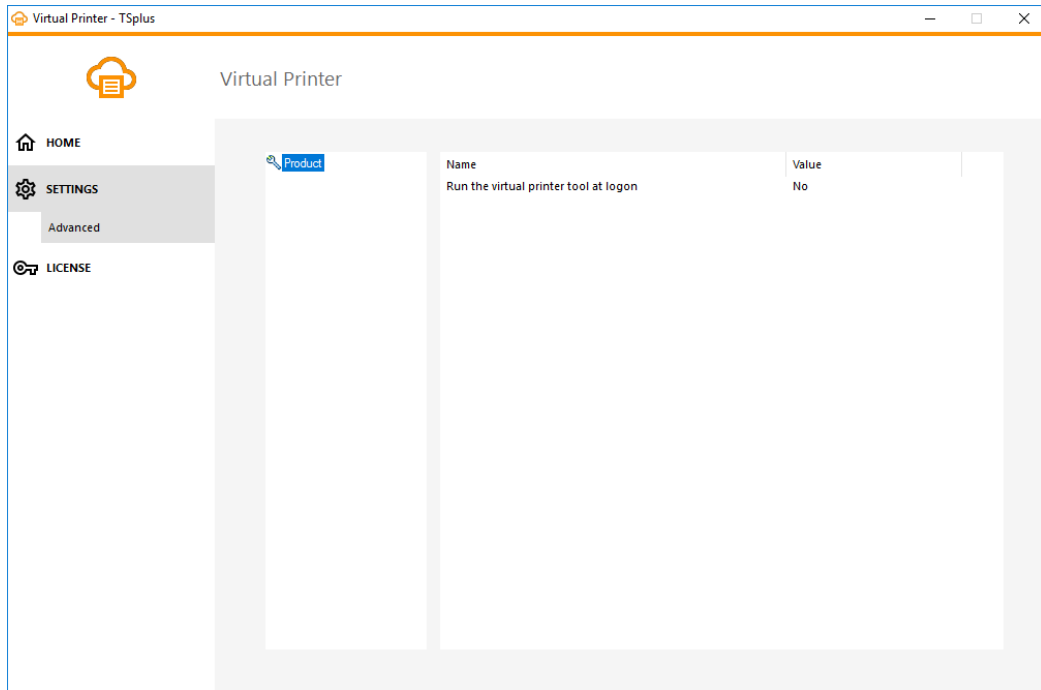 Virtual Printer - TSplus
Virtual Printer
HOME
SETTINGS
Advanced
LICENSE
Product
Name Value
Run the virtual printer tool at logon No